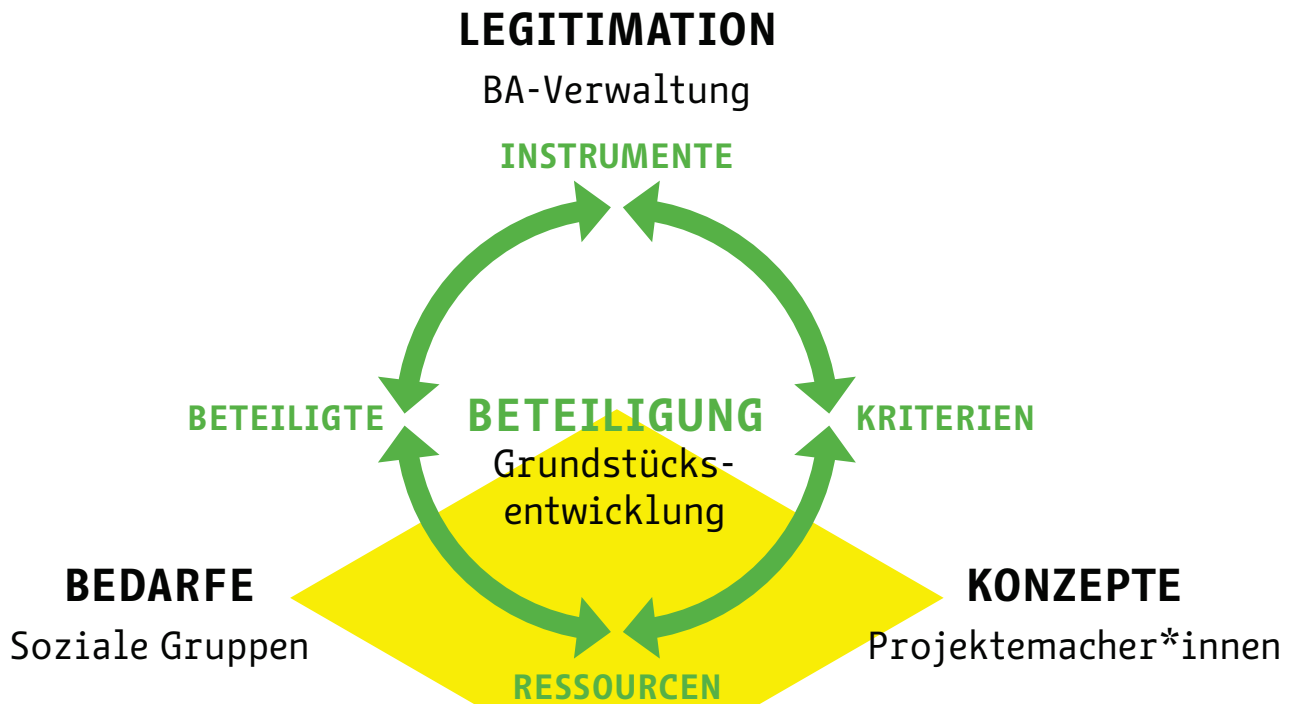 LEGITIMATION
BA-Verwaltung
INSTRUMENTE
BETEILIGTE
BETEILIGUNG
KRITERIEN
Grundstücks-
entwicklung
BEDARFE
Soziale Gruppen
KONZEPTE
Projektemacher*innen
RESSOURCEN